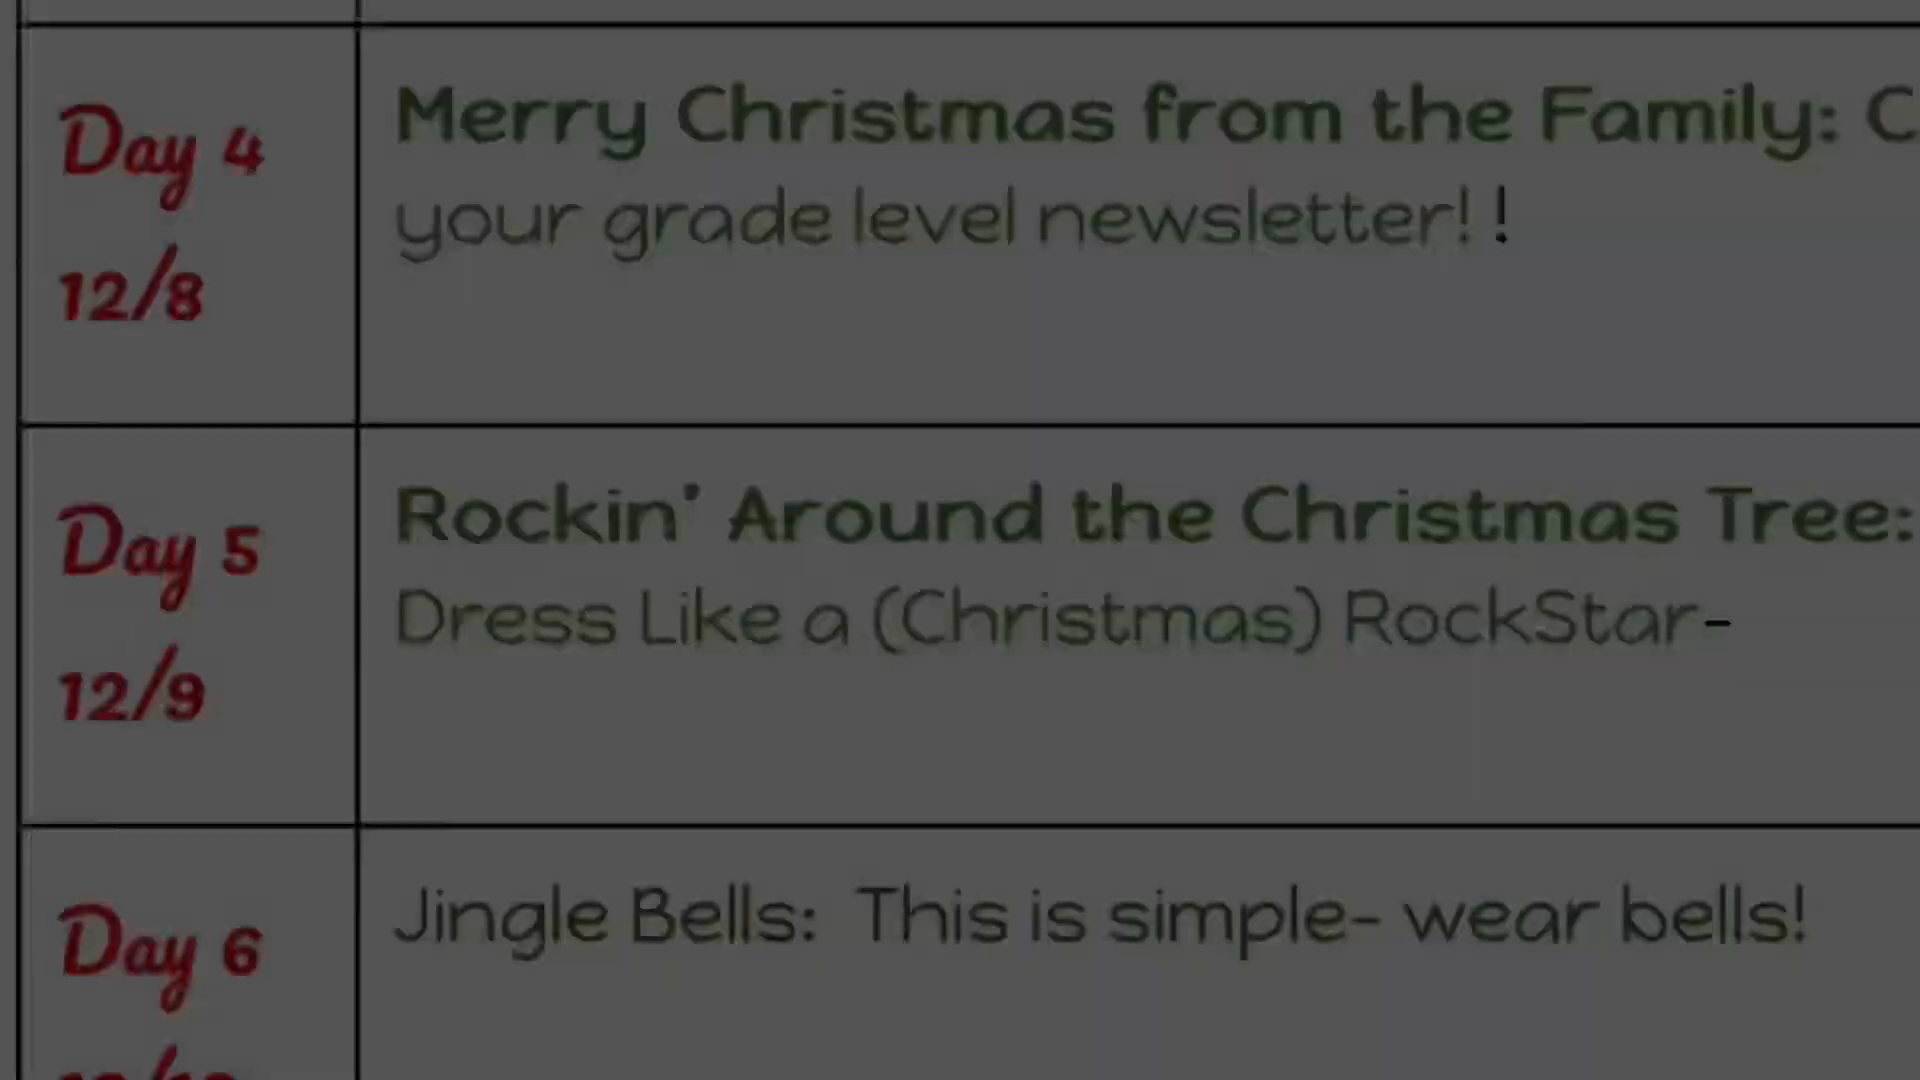 Day 4
12/8
Merry Christmas from the Family:
your grade level newsletter! !
Day 5
12/9
Rockin' Around the Christmas Tree:
Dress Like a (Christmas) RockStar-
Day 6
Jingle Bells: This is simple- wear bells!